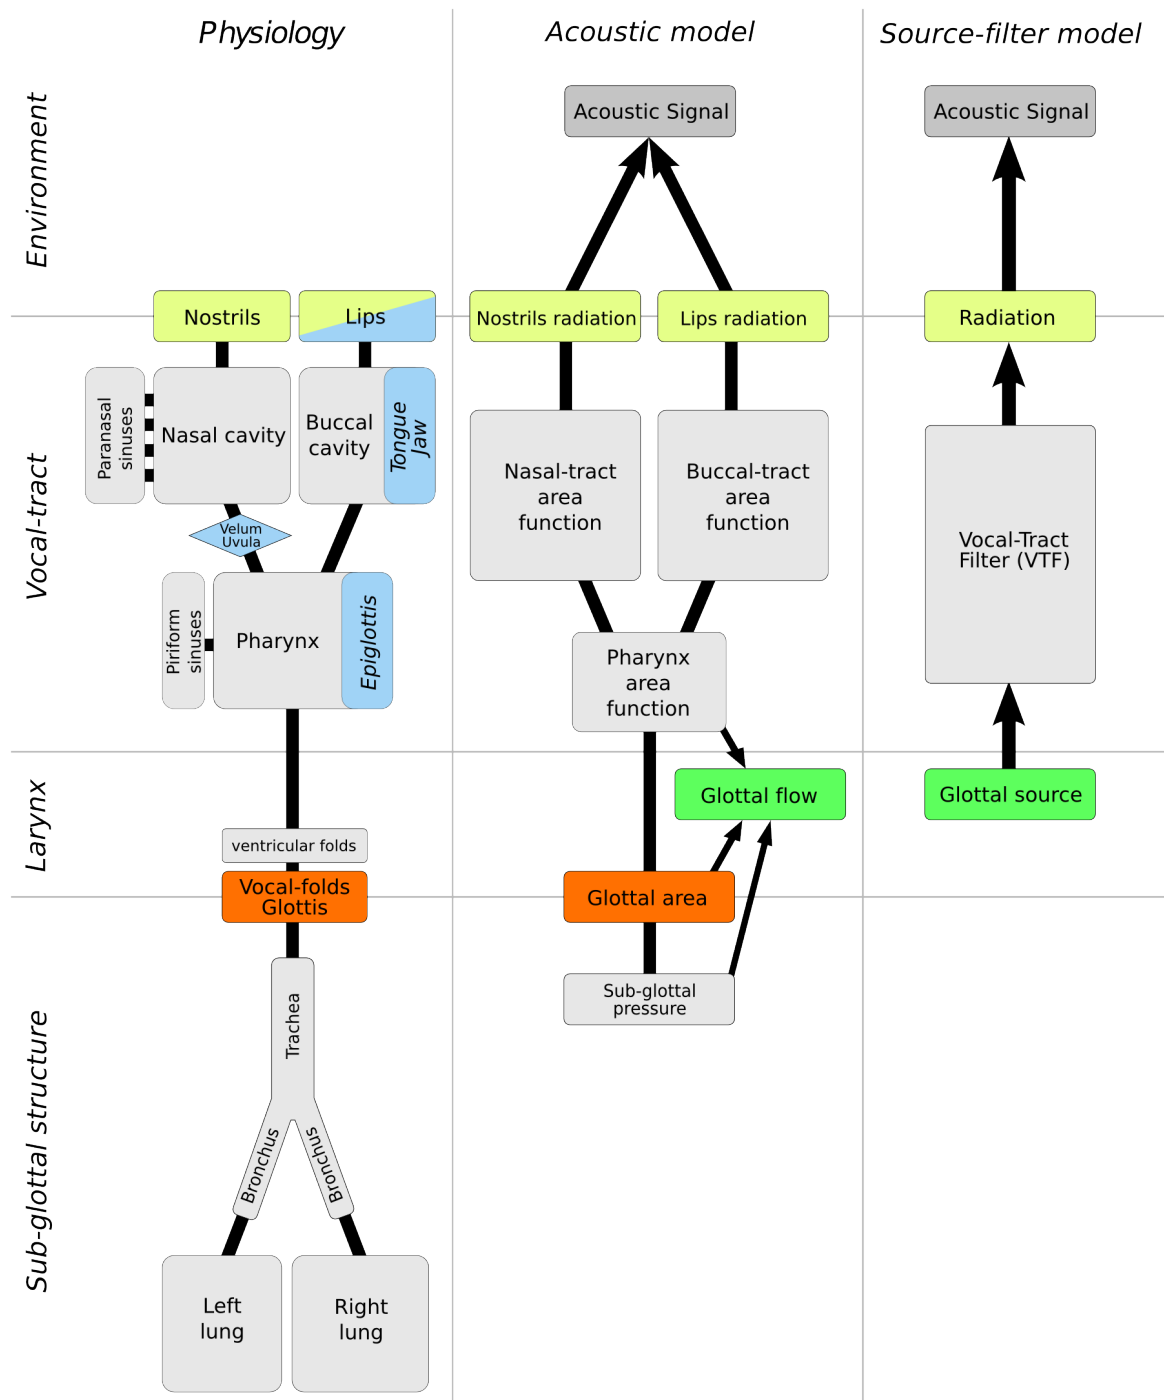 Physiology
Acoustic model
Source-filter model
Environment
Acoustic Signal
Acoustic Signal
Nostrils
Lips
Nostrils radiation
Lips radiation
Radiation
Vocal-tract
Paranasal
sinuses
Nasal cavity
Buccal
cavity
Tongue
Jaw
Velum
Uvula
Piriform
sinuses
Pharynx
Epiglottis
Nasal-tract
area
function
Buccal-tract
area
function
Pharynx
area
function
Vocal-Tract
Filter (VTF)
Larynx
ventricular folds
Vocal-folds
Glottis
Glottal flow
Glottal area
Glottal source
Sub-glottal structure
Sub-glottal
pressure
Trachea
Bronchus
Bronchus
Left
lung
Right
lung